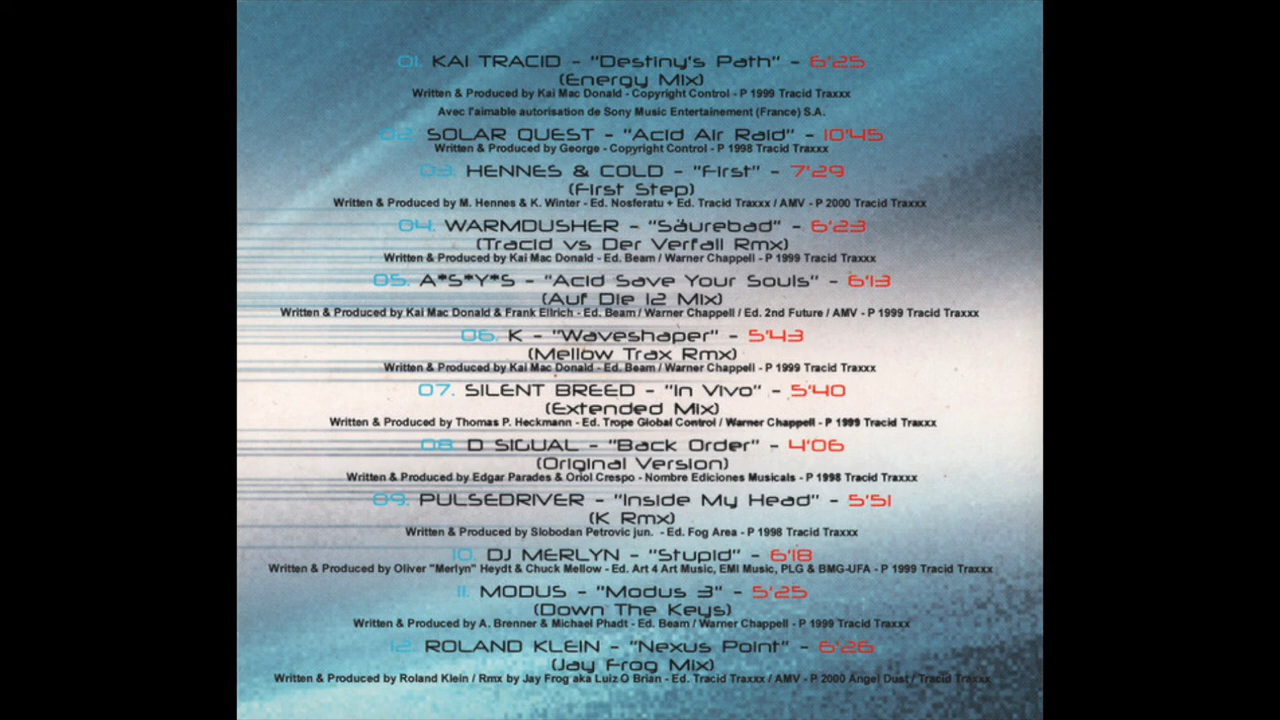 01. KAI TRACID - "Destiny's Path" - 6'25
(Energy Mix)
Written & Produced by Kai Mac Donald - Copyright Control - P 1999 Tracid Traxxx
Avec l'aimable autorisation de Sony Music Entertainement (France) S.A.
02. SOLAR QUEST - "Acid Air Raid" - 10'45
Written & Produced by George - Copyright Control - P 1998 Tracid Traxxx
03. HENNES & COLD - "First" - 7'29
(First Step)
Written & Produced by M. Hennes & K. Winter - Ed. Nosferatu + Ed. Tracid Traxxx / AMV - P 2000 Tracid Traxxx
04. WARMDUSHER - "Säurebad" - 6'23
(Tracid vs Der Verfall Rmx)
Written & Produced by Kai Mac Donald - Ed. Beam / Warner Chappell - P 1999 Tracid Traxxx
05. A*S*Y*S - "Acid Save Your Souls" - 6'13
(Auf Die 12 Mix)
Written & Produced by Kai Mac Donald & Frank Ellrich - Ed. Beam / Warner Chappell / Ed. 2nd Future / AMV - P 1999 Tracid Traxxx
06. K - "Waveshaper" - 5'43
(Mellow Trax Rmx)
Written & Produced by Kai Mac Donald - Ed. Beam / Warner Chappell - P 1999 Tracid Traxxx
07. SILENT BREED - "In Vivo" - 5'40
(Extended Mix)
Written & Produced by Thomas P. Heckmann - Ed. Trope Global Control / Warner Chappell - P 1999 Tracid Traxxx
08. D SIGUAL - "Back Order" - 4'06
(Original Version)
Written & Produced by Edgar Parades & Oriol Crespo - Nombre Ediciones Musicals - P 1998 Tracid Traxxx
09. PULSEDRIVER - "Inside My Head" - 5'51
(K Rmx)
Written & Produced by Slobodan Petrovic jun. - Ed. Fog Area - P 1998 Tracid Traxxx
10. DJ MERLYN - "Stupid" - 6'18
Written & Produced by Oliver "Merlyn" Heydt & Chuck Mellow - Ed. Art 4 Art Music, EMI Music, PLG & BMG-UFA - P 1999 Tracid Traxxx
11. MODUS - "Modus 3" - 5'25
(Down The Keys)
Written & Produced by A. Brenner & Michael Phadt - Ed. Beam / Warner Chappell - P 1999 Tracid Traxxx
12. ROLAND KLEIN - "Nexus Point" - 6'26
(Jay Frog Mix)
Written & Produced by Roland Klein / Rmx by Jay Frog aka Luiz O Brian - Ed. Tracid Traxxx / AMV - P 2000 Angel Dust / Tracid Traxxx